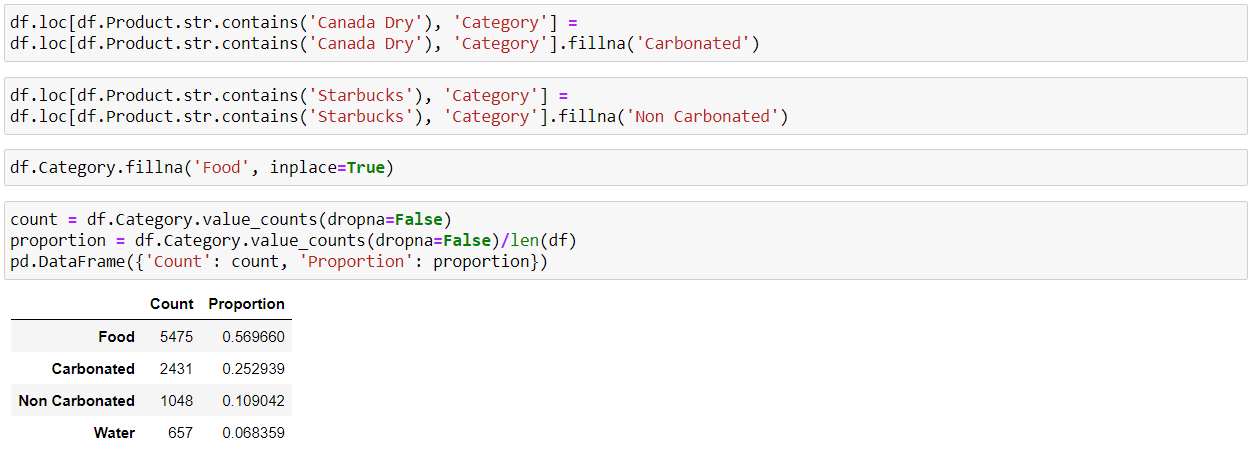 df.loc[df.Product.str.contains('Canada Dry'), 'Category'] =
df.loc[df.Product.str.contains('Canada Dry'), 'Category'].fillna('Carbonated')
df.loc[df.Product.str.contains('Starbucks'), 'Category'] =
df.loc[df.Product.str.contains('Starbucks'), 'Category'].fillna('Non Carbonated')
df.Category.fillna('Food', inplace=True)
count = df.Category.value_counts(dropna=False)
proportion = df.Category.value_counts(dropna=False)/len(df)
pd.DataFrame({'Count': count, 'Proportion': proportion})
Count Proportion
Food 5475 0.569660
Carbonated 2431 0.252939
Non Carbonated 1048 0.109042
Water 657 0.068359